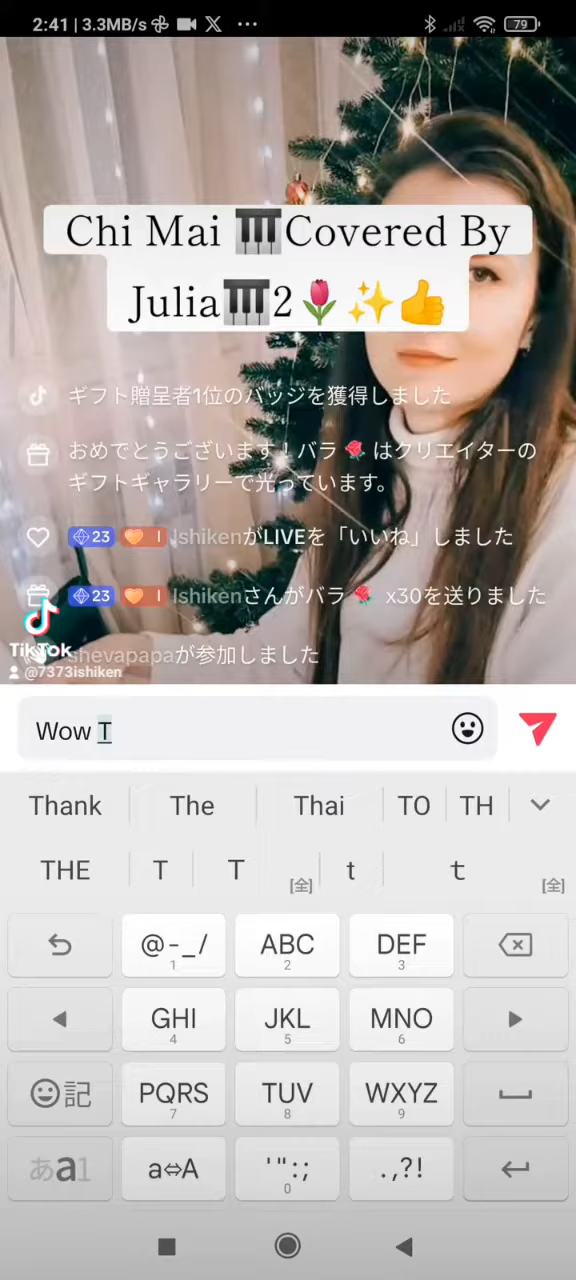 2:41 | 3.3MB/s 79
Chi Mai 🎹Covered By
Julia🎹2🌷✨👍
ギフト贈呈者1位のバッジを獲得しました
おめでとうございます！バラ 🌹 はクリエイターの
ギフトギャラリーで光っています。
23 I IshikenがLIVEを「いいね」しました
23 I Ishikenさんがバラ 🌹 x30を送りました
TikTok
shevapapaが参加しました
@7373ishiken
Wow T
Thank The Thai TO TH
THE T T [全] t t [全]
@-_/ 1 ABC 2 DEF 3
GHI 4 JKL 5 MNO 6
記 PQRS 7 TUV 8 WXYZ 9
あa1 a⇔A '":; 0 .,?!